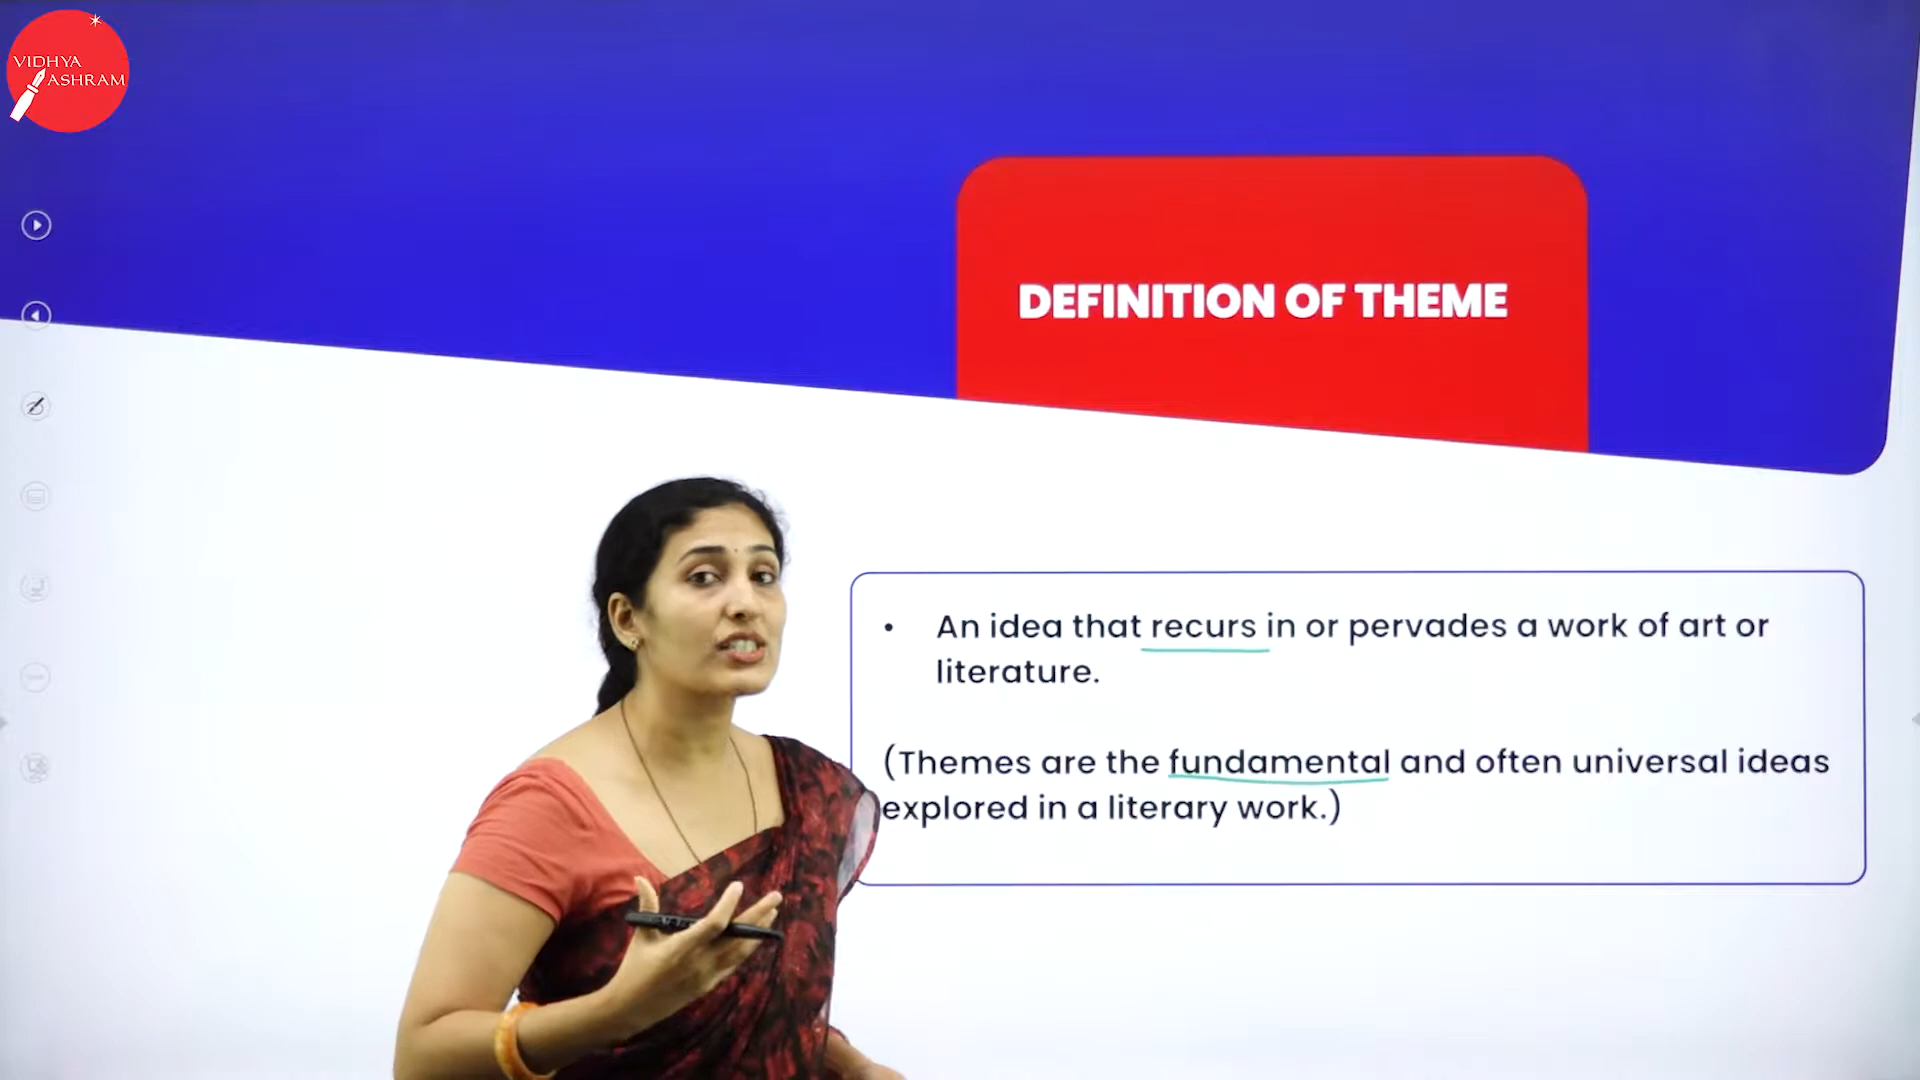 VIDHYA
ASHRAM
DEFINITION OF THEME
• An idea that recurs in or pervades a work of art or
literature.
(Themes are the fundamental and often universal ideas
explored in a literary work.)